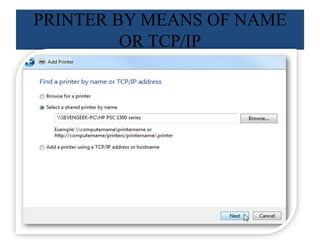 PRINTER BY MEANS OF NAME
OR TCP/IP
Add Printer
Find a printer by name or TCP/IP address
Browse for a printer
Select a shared printer by name
\\SEVENGEEK-PC\HP PSC 1500 series
Browse...
Example: \\computername\printername or
http://computername/printers/printername/.printer
Add a printer using a TCP/IP address or hostname
Next
Cancel